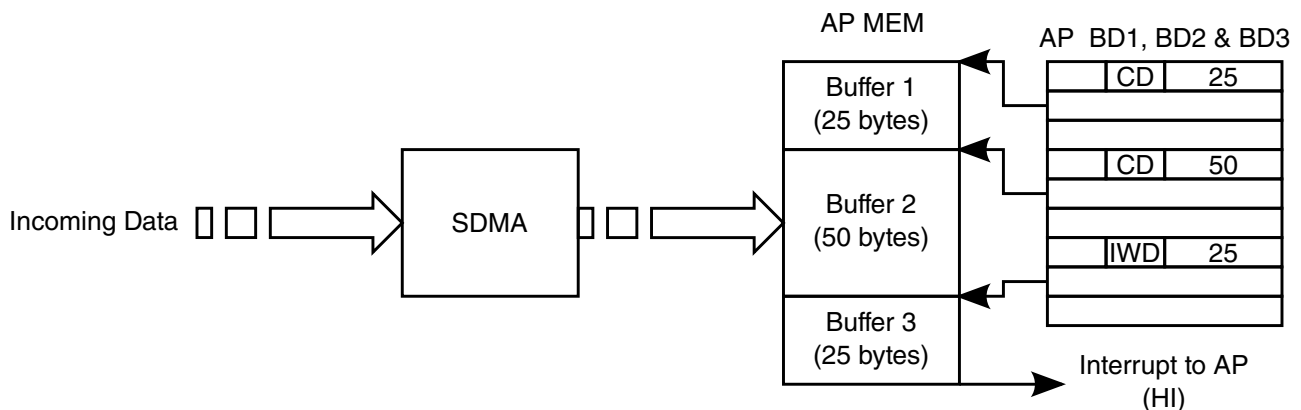 AP MEM
AP BD1, BD2 & BD3
Buffer 1
(25 bytes)
CD 25
CD 50
Incoming Data
SDMA
Buffer 2
(50 bytes)
IWD 25
Buffer 3
(25 bytes)
Interrupt to AP
(HI)